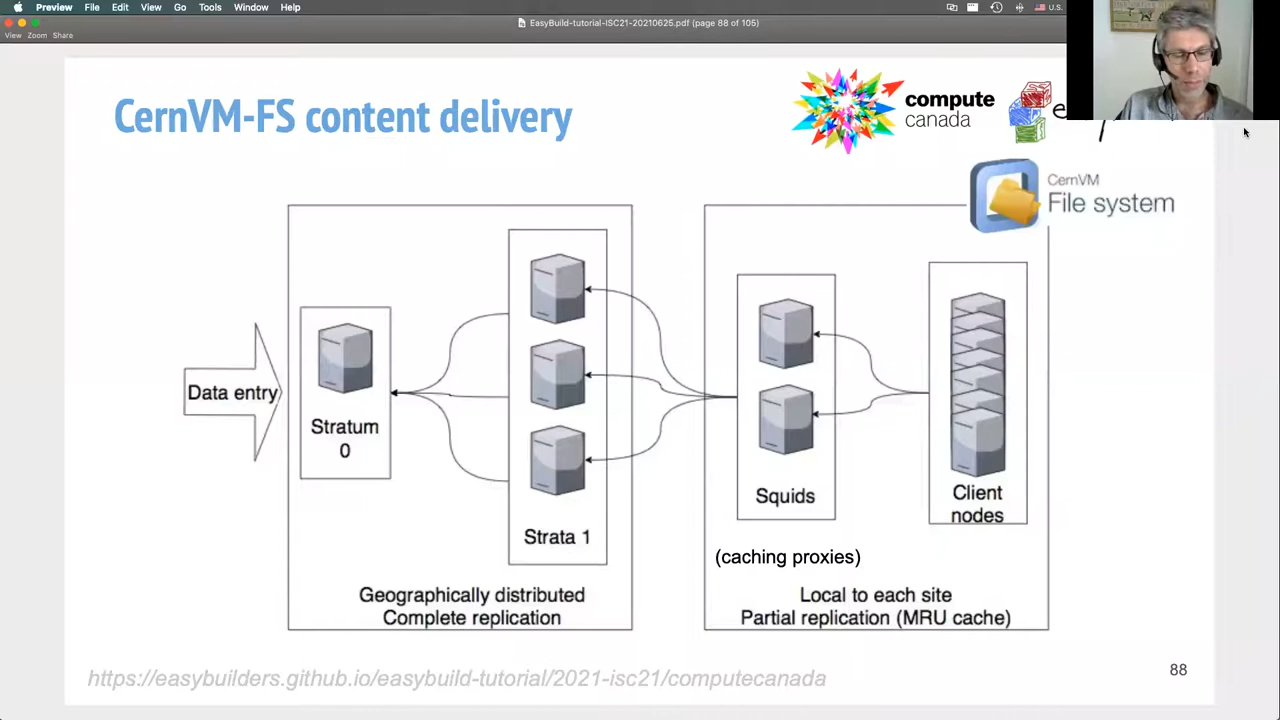 Preview File Edit View Go Tools Window Help
U.S.
EasyBuild-tutorial-ISC21-20210625.pdf (page 88 of 105)
View Zoom Share
CernVM-FS content delivery
compute
canada
CernVM
File system
Data entry
Stratum
0
Strata 1
Geographically distributed
Complete replication
Squids
Client
nodes
(caching proxies)
Local to each site
Partial replication (MRU cache)
https://easybuilders.github.io/easybuild-tutorial/2021-isc21/computecanada
88